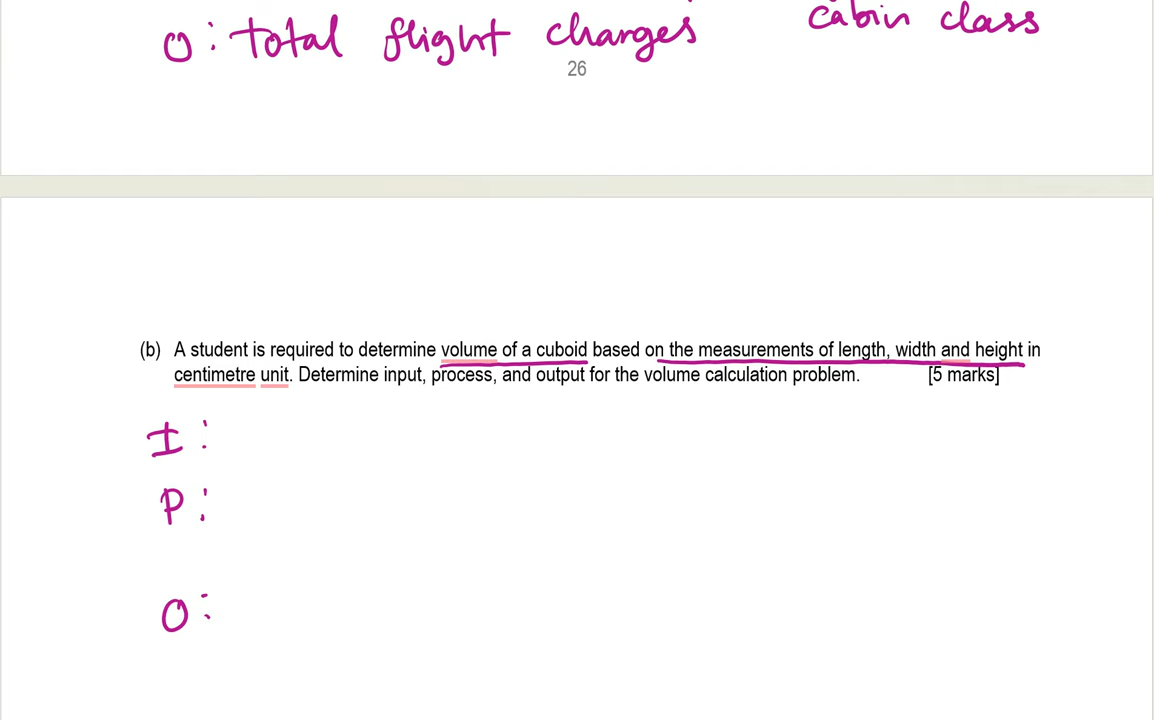 O: total flight charges
cabin class
26
(b) A student is required to determine volume of a cuboid based on the measurements of length, width and height in
centimetre unit. Determine input, process, and output for the volume calculation problem. [5 marks]
I:
P:
O: